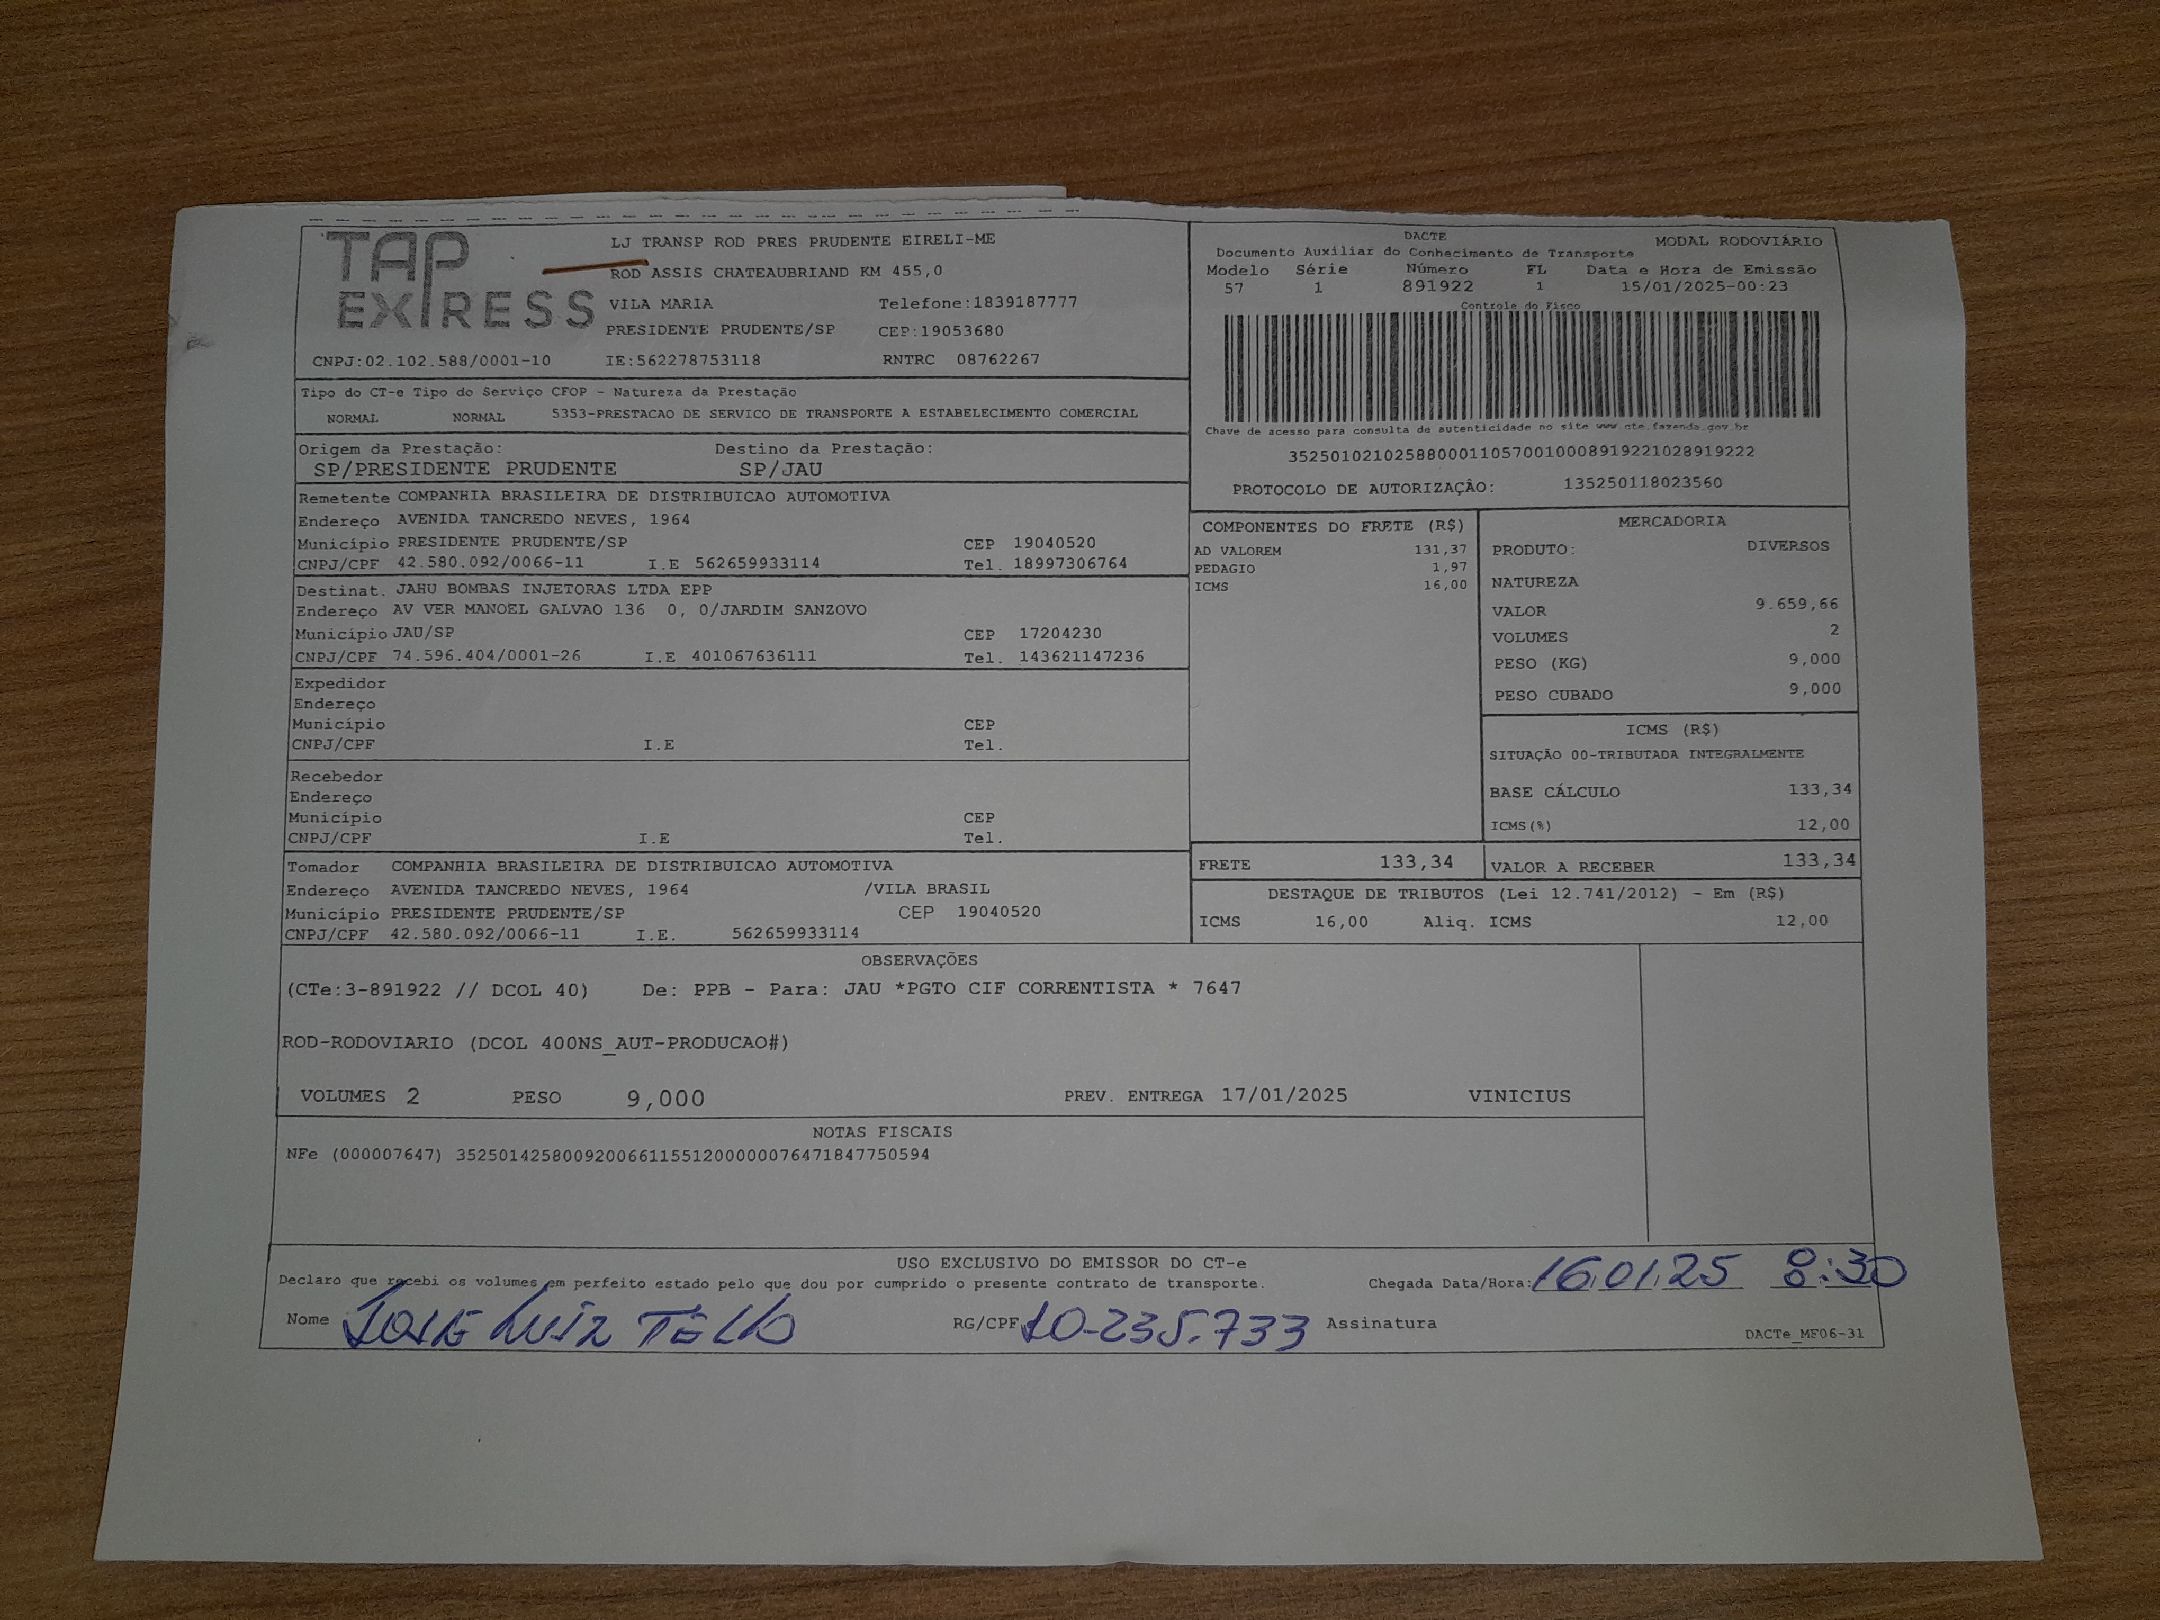 TAP
EXPRESS
LJ TRANSP ROD PRES PRUDENTE EIRELI-ME
ROD ASSIS CHATEAUBRIAND KM 455,0
VILA MARIA Telefone:1839187777
PRESIDENTE PRUDENTE/SP CEP:19053680
CNPJ:02.102.588/0001-10 IE:562278753118 RNTRC 08762267
DACTE
Documento Auxiliar do Conhecimento de Transporte MODAL RODOVIÁRIO
Modelo Série Número FL Data e Hora de Emissão
57 1 891922 1 15/01/2025-00:23
Controle do Fisco
Chave de acesso para consulta de autenticidade no site www.cte.fazenda.gov.br
35250102102588000110570010008919221028919222
PROTOCOLO DE AUTORIZAÇÃO: 135250118023560
Tipo do CT-e Tipo do Serviço CFOP - Natureza da Prestação
NORMAL NORMAL 5353-PRESTACAO DE SERVICO DE TRANSPORTE A ESTABELECIMENTO COMERCIAL
Origem da Prestação: Destino da Prestação:
SP/PRESIDENTE PRUDENTE SP/JAU
Remetente COMPANHIA BRASILEIRA DE DISTRIBUICAO AUTOMOTIVA
Endereço AVENIDA TANCREDO NEVES, 1964
Município PRESIDENTE PRUDENTE/SP CEP 19040520
CNPJ/CPF 42.580.092/0066-11 I.E 562659933114 Tel. 18997306764
Destinat. JAHU BOMBAS INJETORAS LTDA EPP
Endereço AV VER MANOEL GALVAO 136 0, 0/JARDIM SANZOVO
Município JAU/SP CEP 17204230
CNPJ/CPF 74.596.404/0001-26 I.E 401067636111 Tel. 143621147236
Expedidor
Endereço
Município CEP
CNPJ/CPF I.E Tel.
Recebedor
Endereço
Município CEP
CNPJ/CPF I.E Tel.
Tomador COMPANHIA BRASILEIRA DE DISTRIBUICAO AUTOMOTIVA
Endereço AVENIDA TANCREDO NEVES, 1964 /VILA BRASIL
Município PRESIDENTE PRUDENTE/SP CEP 19040520
CNPJ/CPF 42.580.092/0066-11 I.E. 562659933114
COMPONENTES DO FRETE (R$)
AD VALOREM 131,37
PEDAGIO 1,97
ICMS 16,00
MERCADORIA
PRODUTO: DIVERSOS
NATUREZA
VALOR 9.659,66
VOLUMES 2
PESO (KG) 9,000
PESO CUBADO 9,000
ICMS (R$)
SITUAÇÃO 00-TRIBUTADA INTEGRALMENTE
BASE CÁLCULO 133,34
ICMS(%) 12,00
FRETE 133,34 VALOR A RECEBER 133,34
DESTAQUE DE TRIBUTOS (Lei 12.741/2012) - Em (R$)
ICMS 16,00 Aliq. ICMS 12,00
OBSERVAÇÕES
(CTe:3-891922 // DCOL 40) De: PPB - Para: JAU *PGTO CIF CORRENTISTA * 7647
ROD-RODOVIARIO (DCOL 400NS_AUT-PRODUCAO#)
VOLUMES 2 PESO 9,000 PREV. ENTREGA 17/01/2025 VINICIUS
NOTAS FISCAIS
NFe (000007647) 35250142580092006611551200000076471847750594
USO EXCLUSIVO DO EMISSOR DO CT-e
Declaro que recebi os volumes em perfeito estado pelo que dou por cumprido o presente contrato de transporte. Chegada Data/Hora: 16.01.25 8:30
Nome JOSE LUIZ TELLO RG/CPF 10-235.733 Assinatura
DACTe_MF06-31